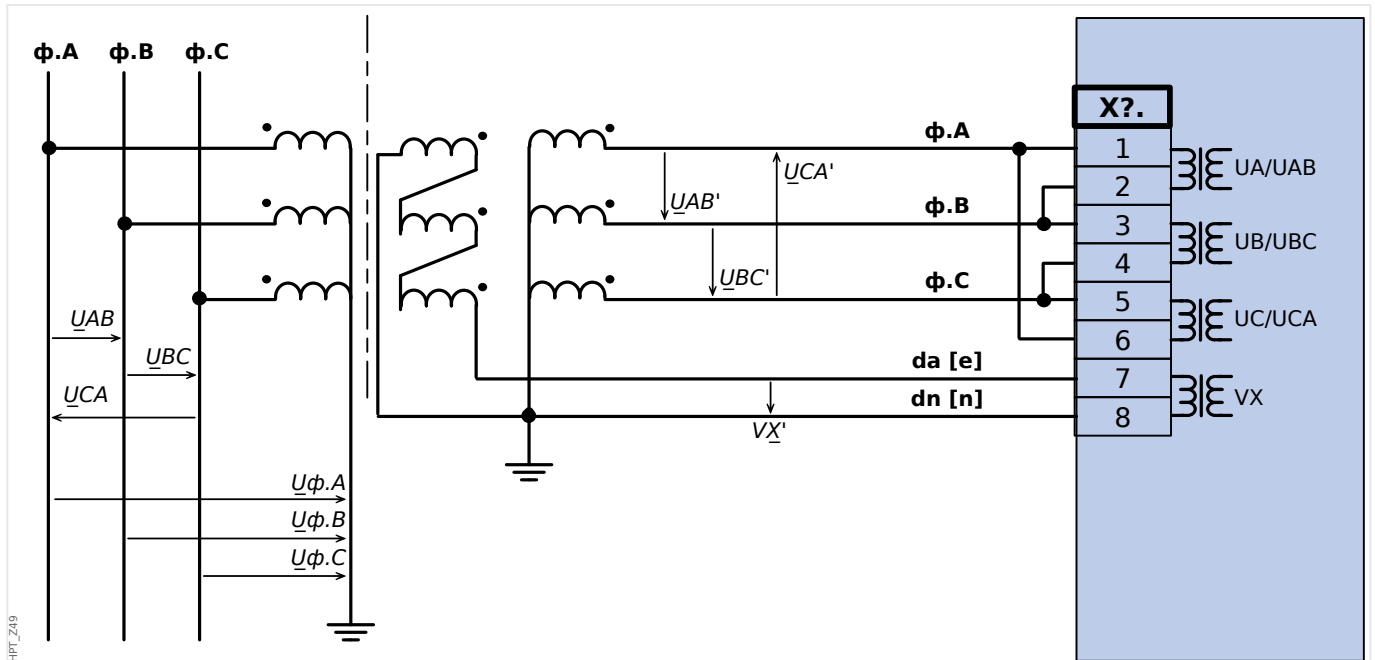 ф.A ф.B ф.C
X?.
ф.A
1
UA/UAB
UCA'
2
UAB'
ф.B
3
UB/UBC
4
UBC'
ф.C
5
UC/UCA
UAB
6
UBC
da [e]
7
UCA
dn [n]
VX
8
VX'
Uф.A
Uф.B
Uф.C
HPT_Z49